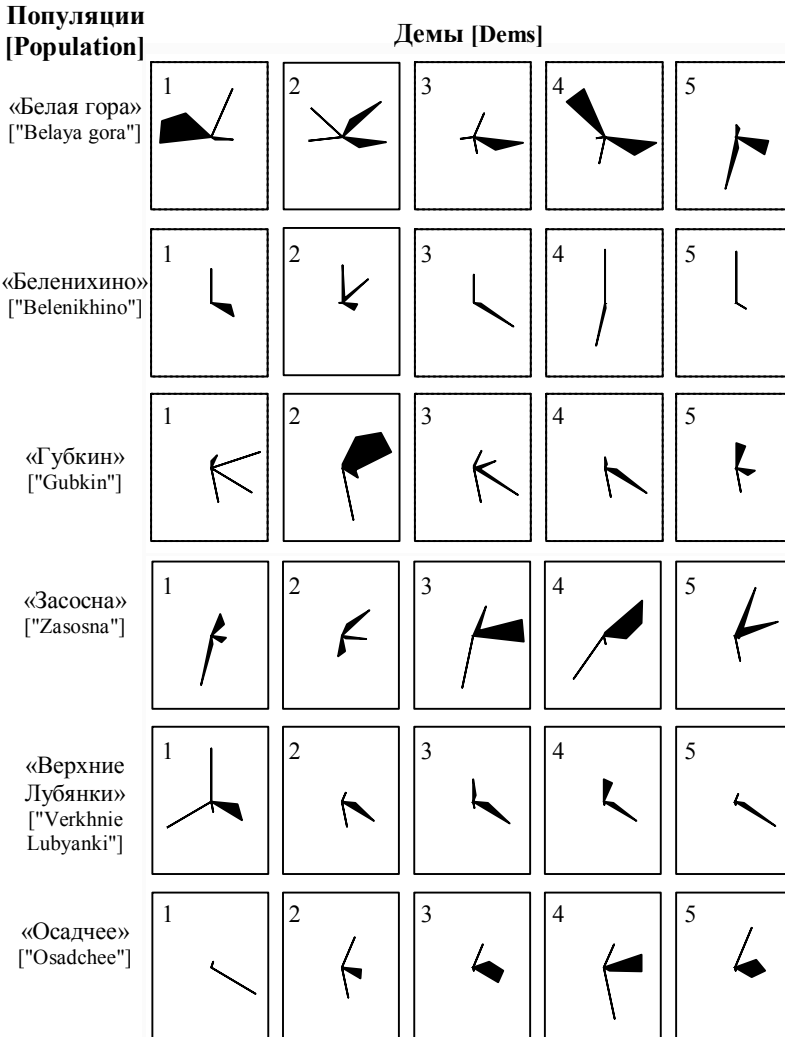 Популяции
[Population]
Демы [Dems]
«Белая гора»
["Belaya gora"]
1 2 3 4 5
«Беленихино»
["Belenikhino"]
1 2 3 4 5
«Губкин»
["Gubkin"]
1 2 3 4 5
«Засосна»
["Zasosna"]
1 2 3 4 5
«Верхние
Лубянки»
["Verkhnie
Lubyanki"]
1 2 3 4 5
«Осадчее»
["Osadchee"]
1 2 3 4 5